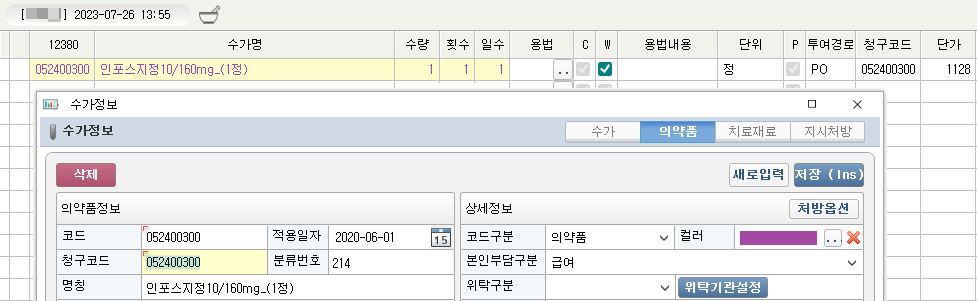 [ ] 2023-07-26 13:55
12380 수가명 수량 횟수 일수 용법 C W 용법내용 단위 P 투여경로 청구코드 단가
052400300 인포스지정10/160mg_(1정) 1 1 1 .. 정 PO 052400300 1128
수가정보
수가정보 수가 의약품 치료재료 지시처방
삭제 새로입력 저장 (Ins)
의약품정보 상세정보 처방옵션
코드 052400300 적용일자 2020-06-01 15 코드구분 의약품 컬러 ..
청구코드 052400300 분류번호 214 본인부담구분 급여
명칭 인포스지정10/160mg_(1정) 위탁구분 위탁기관설정